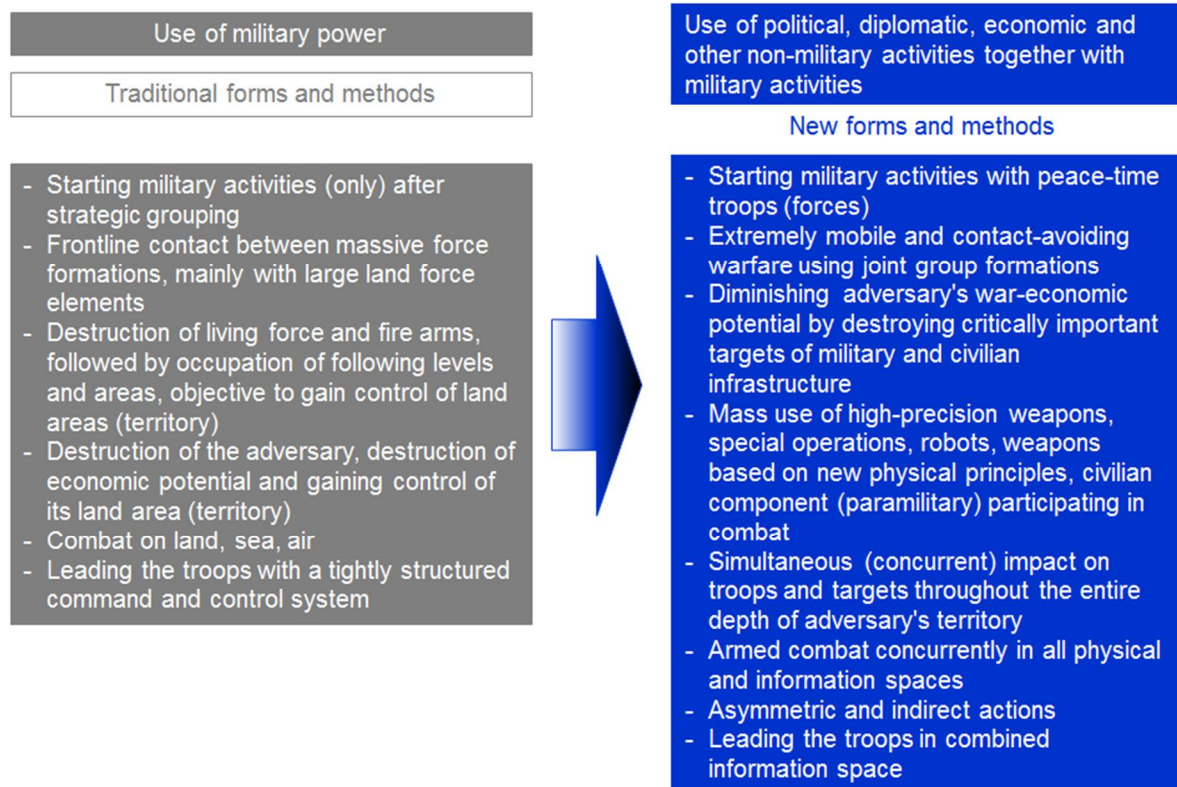 Use of military power
Traditional forms and methods
- Starting military activities (only) after
strategic grouping
- Frontline contact between massive force
formations, mainly with large land force
elements
- Destruction of living force and fire arms,
followed by occupation of following levels
and areas, objective to gain control of land
areas (territory)
- Destruction of the adversary, destruction of
economic potential and gaining control of
its land area (territory)
- Combat on land, sea, air
- Leading the troops with a tightly structured
command and control system
Use of political, diplomatic, economic and
other non-military activities together with
military activities
New forms and methods
- Starting military activities with peace-time
troops (forces)
- Extremely mobile and contact-avoiding
warfare using joint group formations
- Diminishing adversary's war-economic
potential by destroying critically important
targets of military and civilian
infrastructure
- Mass use of high-precision weapons,
special operations, robots, weapons
based on new physical principles, civilian
component (paramilitary) participating in
combat
- Simultaneous (concurrent) impact on
troops and targets throughout the entire
depth of adversary's territory
- Armed combat concurrently in all physical
and information spaces
- Asymmetric and indirect actions
- Leading the troops in combined
information space